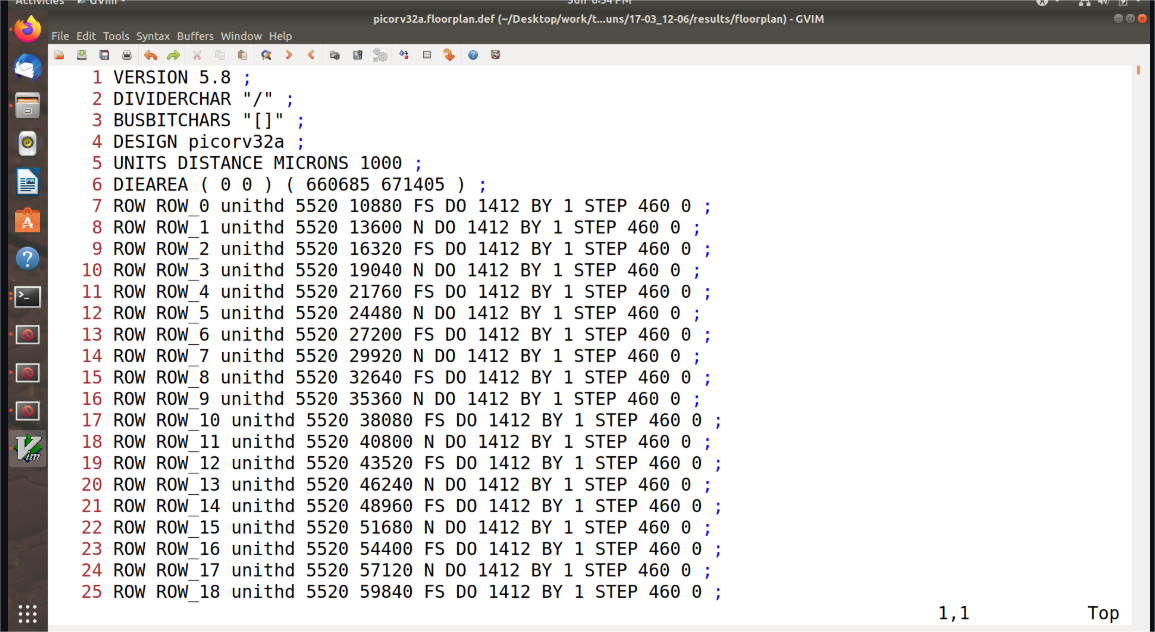 Activities GVim Sun 6:34 PM
picorv32a.floorplan.def (~/Desktop/work/t...uns/17-03_12-06/results/floorplan) - GVIM
File Edit Tools Syntax Buffers Window Help
1 VERSION 5.8 ;
2 DIVIDERCHAR "/" ;
3 BUSBITCHARS "[]" ;
4 DESIGN picorv32a ;
5 UNITS DISTANCE MICRONS 1000 ;
6 DIEAREA ( 0 0 ) ( 660685 671405 ) ;
7 ROW ROW_0 unithd 5520 10880 FS DO 1412 BY 1 STEP 460 0 ;
8 ROW ROW_1 unithd 5520 13600 N DO 1412 BY 1 STEP 460 0 ;
9 ROW ROW_2 unithd 5520 16320 FS DO 1412 BY 1 STEP 460 0 ;
10 ROW ROW_3 unithd 5520 19040 N DO 1412 BY 1 STEP 460 0 ;
11 ROW ROW_4 unithd 5520 21760 FS DO 1412 BY 1 STEP 460 0 ;
12 ROW ROW_5 unithd 5520 24480 N DO 1412 BY 1 STEP 460 0 ;
13 ROW ROW_6 unithd 5520 27200 FS DO 1412 BY 1 STEP 460 0 ;
14 ROW ROW_7 unithd 5520 29920 N DO 1412 BY 1 STEP 460 0 ;
15 ROW ROW_8 unithd 5520 32640 FS DO 1412 BY 1 STEP 460 0 ;
16 ROW ROW_9 unithd 5520 35360 N DO 1412 BY 1 STEP 460 0 ;
17 ROW ROW_10 unithd 5520 38080 FS DO 1412 BY 1 STEP 460 0 ;
18 ROW ROW_11 unithd 5520 40800 N DO 1412 BY 1 STEP 460 0 ;
19 ROW ROW_12 unithd 5520 43520 FS DO 1412 BY 1 STEP 460 0 ;
20 ROW ROW_13 unithd 5520 46240 N DO 1412 BY 1 STEP 460 0 ;
21 ROW ROW_14 unithd 5520 48960 FS DO 1412 BY 1 STEP 460 0 ;
22 ROW ROW_15 unithd 5520 51680 N DO 1412 BY 1 STEP 460 0 ;
23 ROW ROW_16 unithd 5520 54400 FS DO 1412 BY 1 STEP 460 0 ;
24 ROW ROW_17 unithd 5520 57120 N DO 1412 BY 1 STEP 460 0 ;
25 ROW ROW_18 unithd 5520 59840 FS DO 1412 BY 1 STEP 460 0 ;
1,1 Top